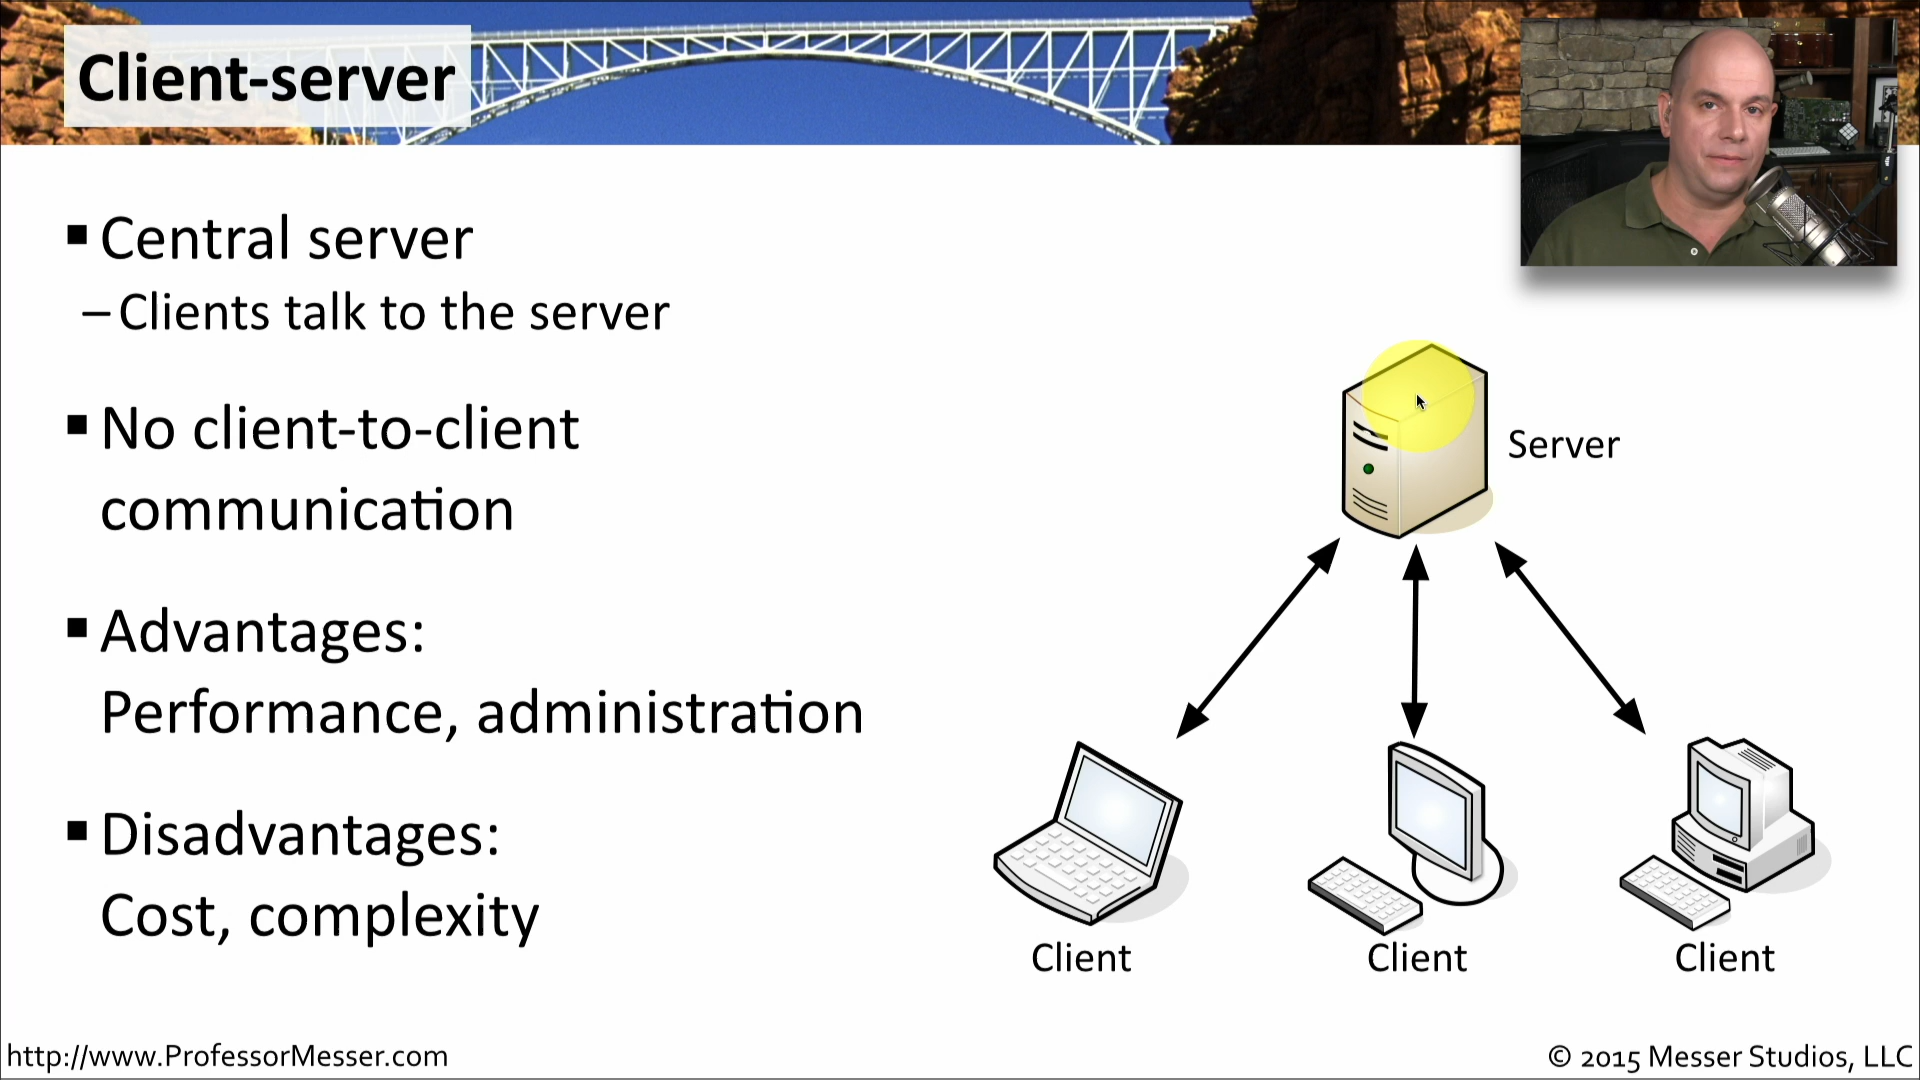 Client-server
▪ Central server
– Clients talk to the server
▪ No client-to-client
communication
▪ Advantages:
Performance, administration
▪ Disadvantages:
Cost, complexity
Server
Client
Client
Client
http://www.ProfessorMesser.com
© 2015 Messer Studios, LLC